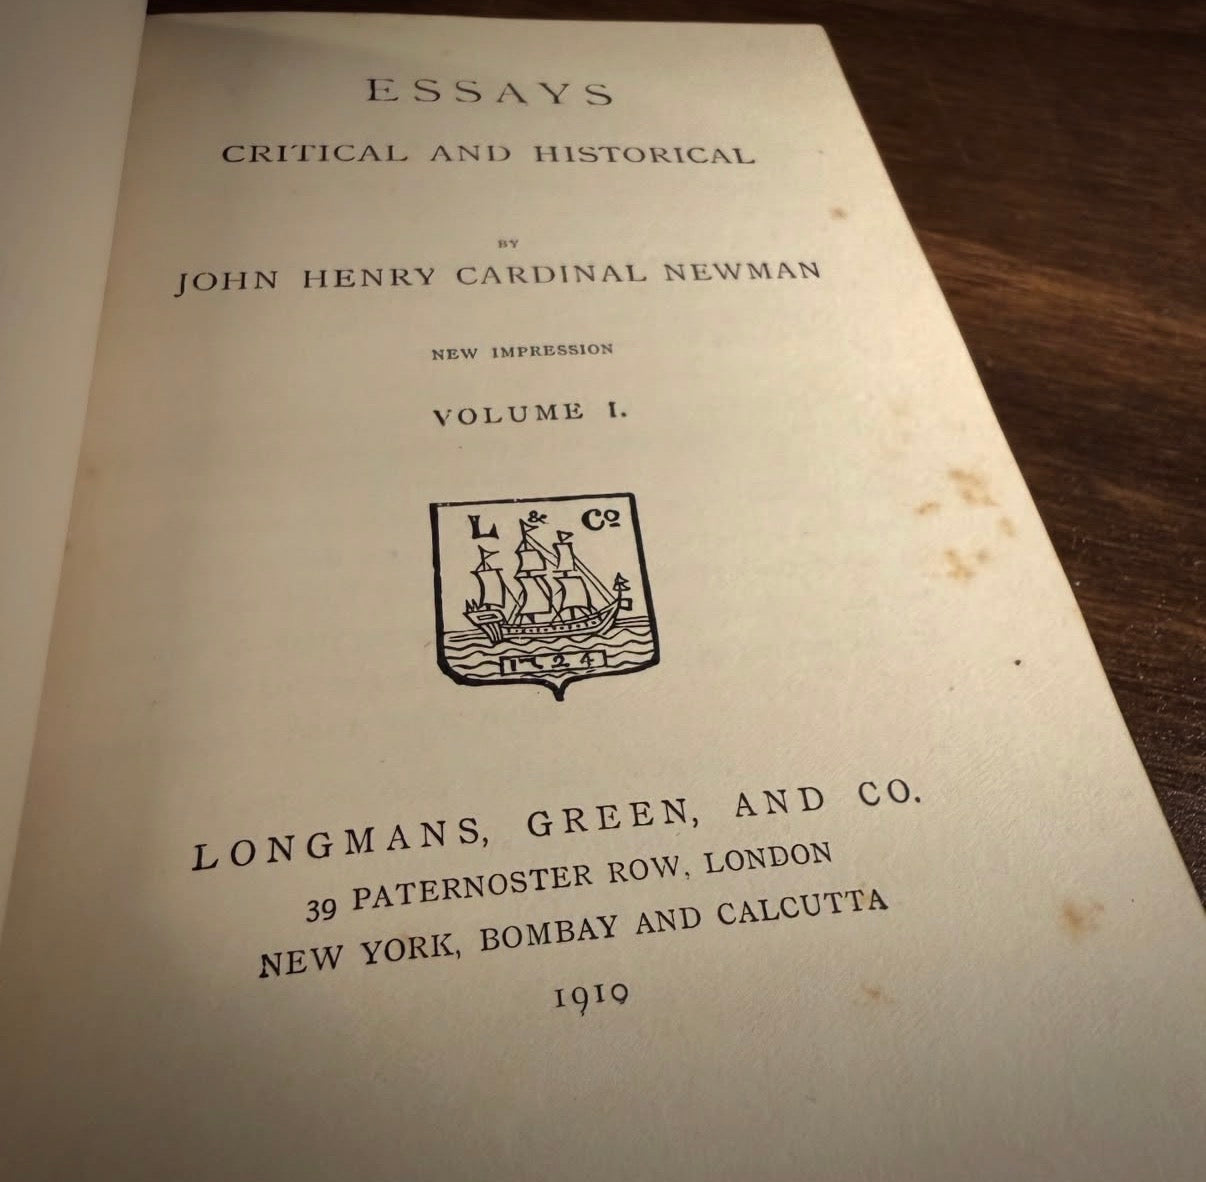 ESSAYS
CRITICAL AND HISTORICAL
BY
JOHN HENRY CARDINAL NEWMAN
NEW IMPRESSION
VOLUME I.
L & Cº
1724
LONGMANS, GREEN, AND CO.
39 PATERNOSTER ROW, LONDON
NEW YORK, BOMBAY AND CALCUTTA
1910